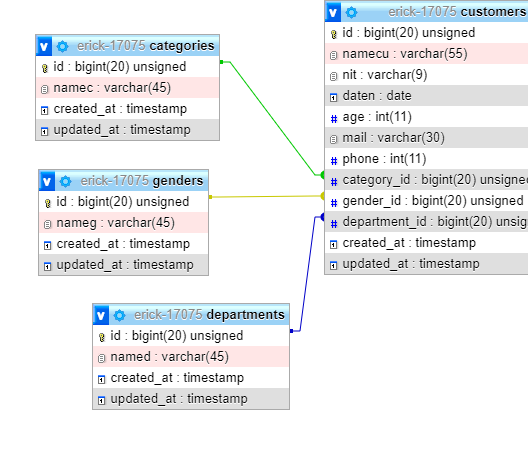 v erick-17075 categories
id : bigint(20) unsigned
namec : varchar(45)
created_at : timestamp
updated_at : timestamp
v erick-17075 genders
id : bigint(20) unsigned
nameg : varchar(45)
created_at : timestamp
updated_at : timestamp
v erick-17075 departments
id : bigint(20) unsigned
named : varchar(45)
created_at : timestamp
updated_at : timestamp
v erick-17075 customers
id : bigint(20) unsigned
namecu : varchar(55)
nit : varchar(9)
daten : date
# age : int(11)
mail : varchar(30)
# phone : int(11)
# category_id : bigint(20) unsigne
# gender_id : bigint(20) unsigned
# department_id : bigint(20) unsig
created_at : timestamp
updated_at : timestamp